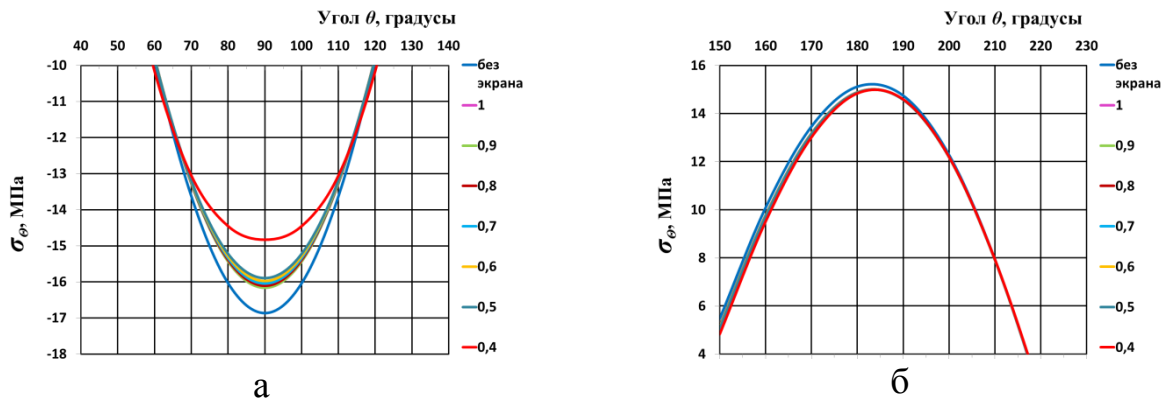 Угол θ, градусы
40 50 60 70 80 90 100 110 120 130 140
-10
-11
-12
-13
-14
-15
-16
-17
-18
σθ, МПа
без
экрана
1
0,9
0,8
0,7
0,6
0,5
0,4
а
Угол θ, градусы
150 160 170 180 190 200 210 220 230
16
14
12
10
8
6
4
σθ, МПа
без
экрана
1
0,9
0,8
0,7
0,6
0,5
0,4
б